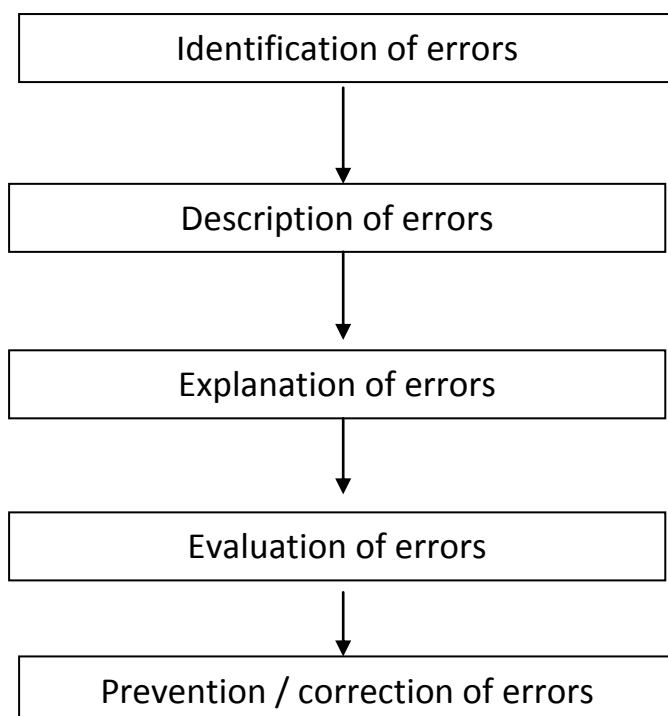 Identification of errors
Description of errors
Explanation of errors
Evaluation of errors
Prevention / correction of errors